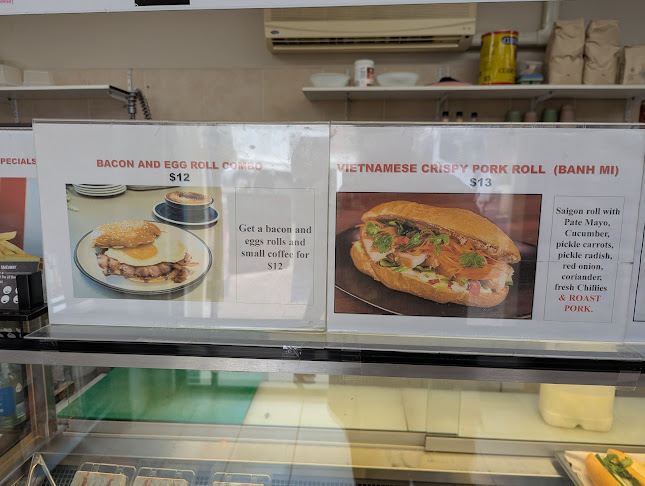 PECIALS
BACON AND EGG ROLL COMBO
$12
Get a bacon and
eggs rolls and
small coffee for
$12
VIETNAMESE CRISPY PORK ROLL (BANH MI)
$13
Saigon roll with
Pate Mayo,
Cucumber,
pickle carrots,
pickle radish,
red onion,
coriander,
fresh Chillies
& ROAST
PORK.